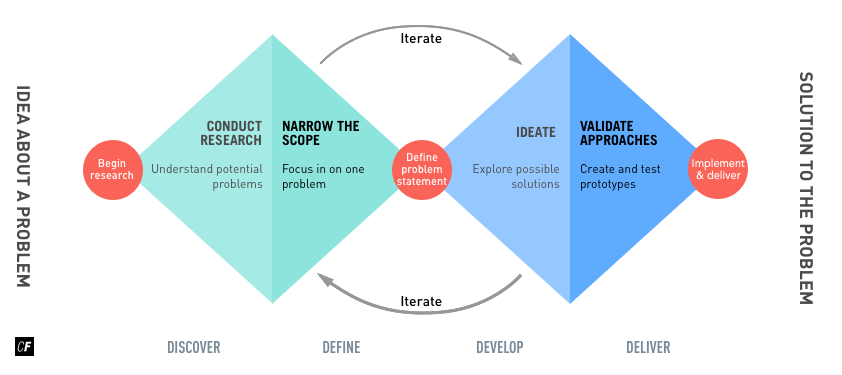 IDEA ABOUT A PROBLEM
Begin
research
CONDUCT
RESEARCH
Understand potential
problems
NARROW THE
SCOPE
Focus in on one
problem
Iterate
Define
problem
statement
Iterate
IDEATE
Explore possible
solutions
VALIDATE
APPROACHES
Create and test
prototypes
Implement
& deliver
SOLUTION TO THE PROBLEM
CF
DISCOVER
DEFINE
DEVELOP
DELIVER